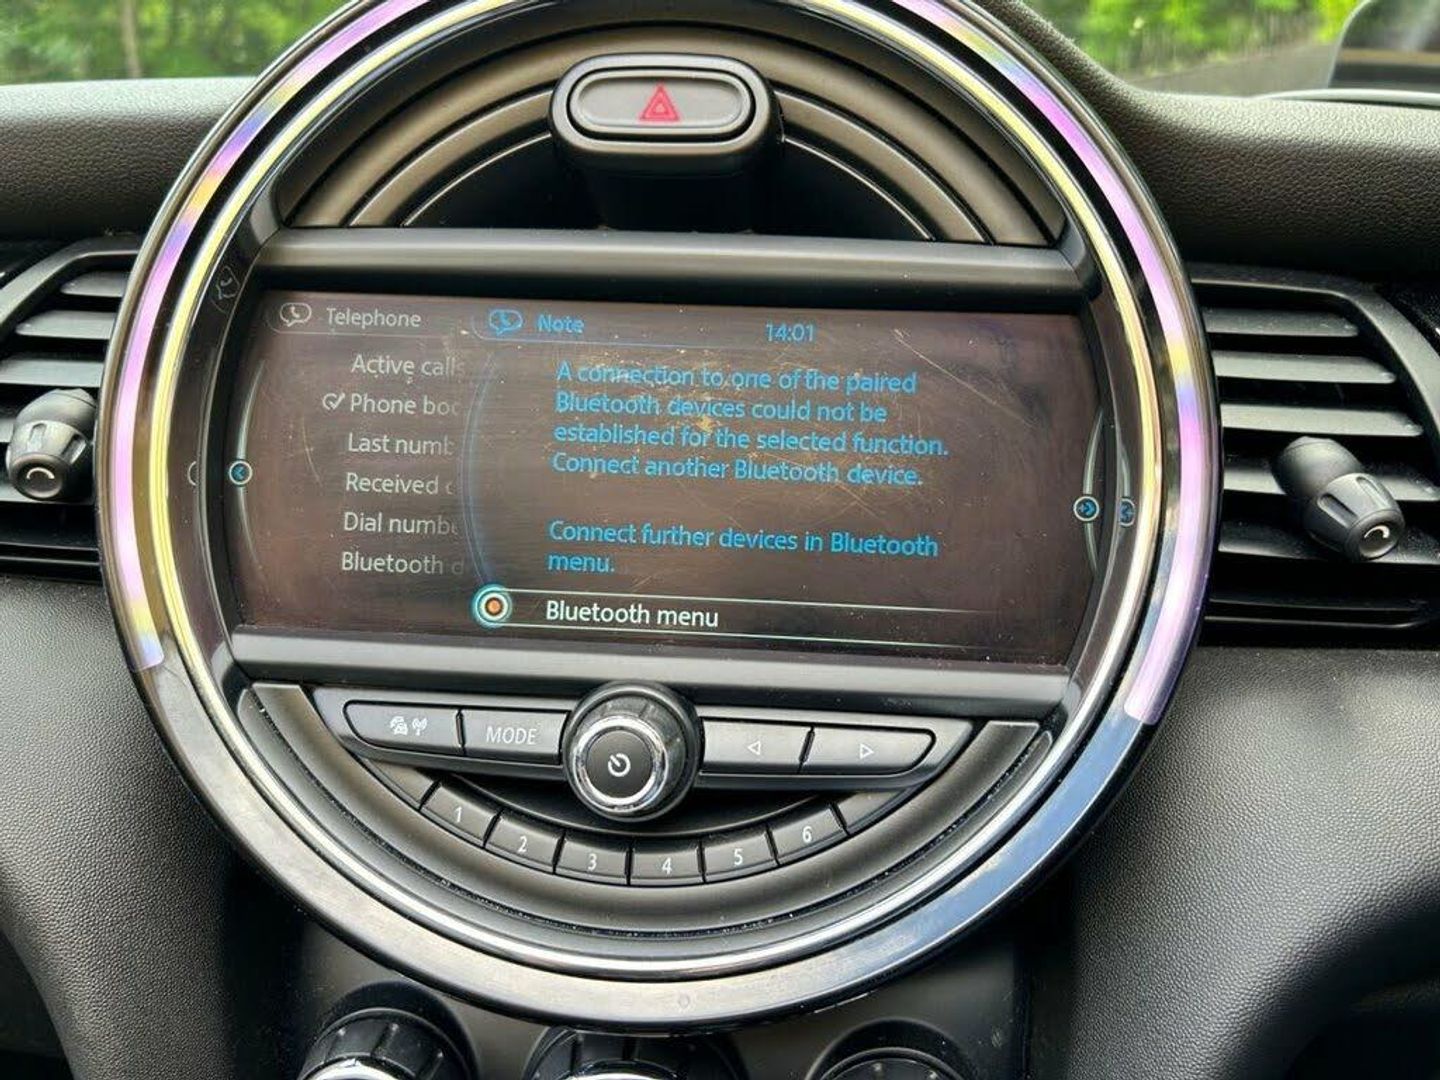 Telephone
Active calls
Phone boo
Last numb
Received c
Dial numbe
Bluetooth d
Note
14:01
A connection to one of the paired
Bluetooth devices could not be
established for the selected function.
Connect another Bluetooth device.
Connect further devices in Bluetooth
menu.
Bluetooth menu
MODE
1
2
3
4
5
6